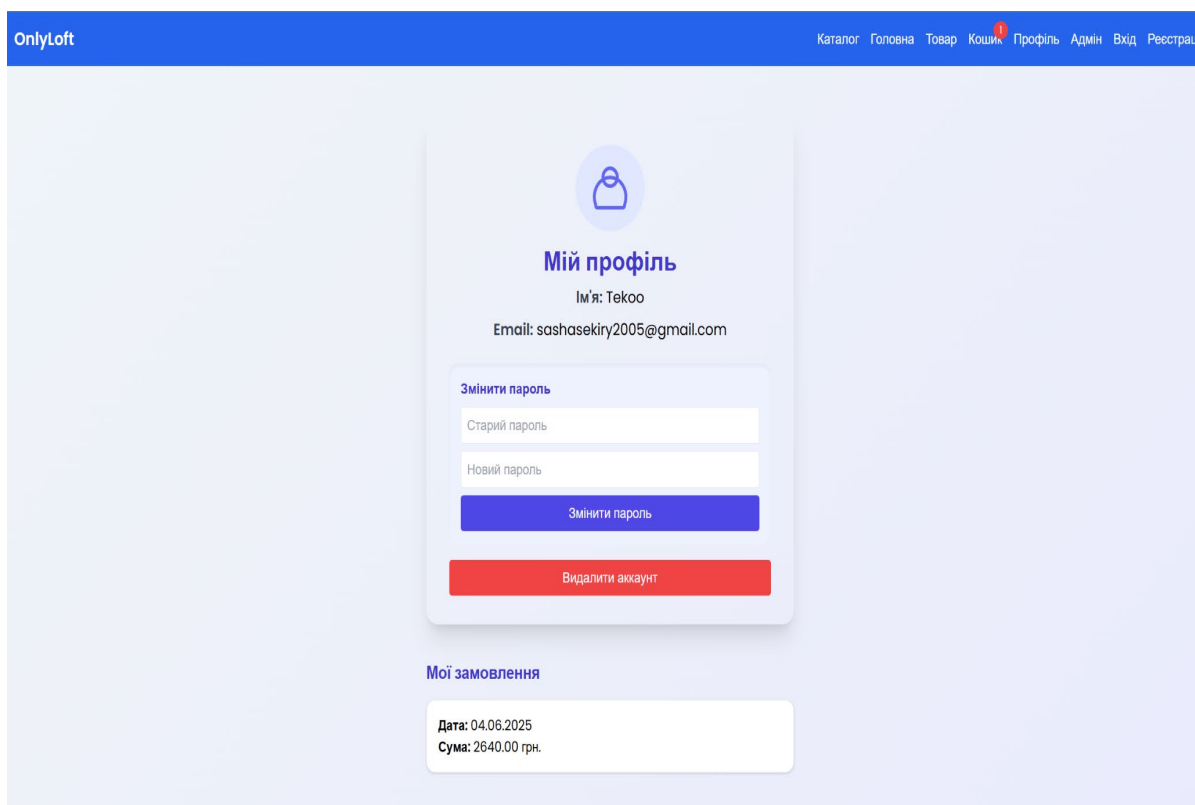 OnlyLoft
Каталог Головна Товар Кошик 1 Профіль Адмін Вхід Реєстрац
Мій профіль
Ім'я: Tekoo
Email: sashasekiry2005@gmail.com
Змінити пароль
Старий пароль
Новий пароль
Змінити пароль
Видалити аккаунт
Мої замовлення
Дата: 04.06.2025
Сума: 2640.00 грн.